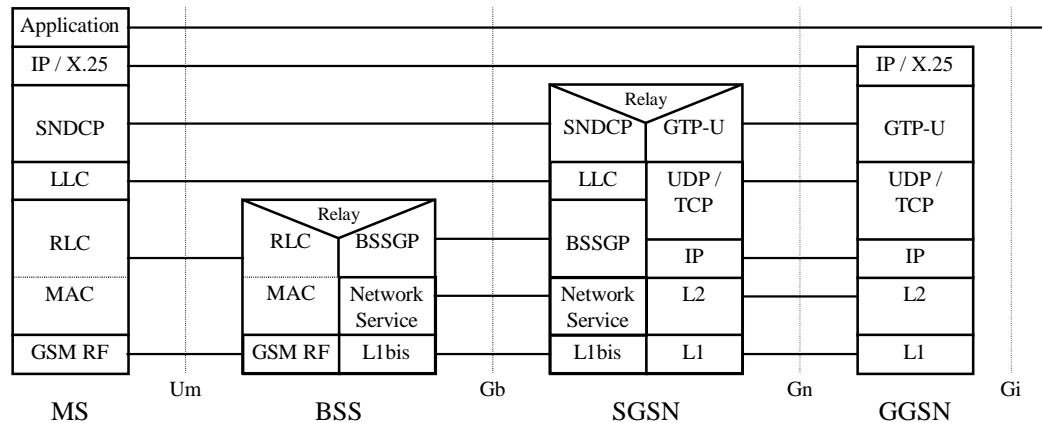 Application
IP / X.25
IP / X.25
Relay
SNDCP
SNDCP
GTP-U
GTP-U
LLC
LLC
UDP /
TCP
UDP /
TCP
Relay
RLC
RLC
BSSGP
BSSGP
IP
IP
MAC
MAC
Network
Service
Network
Service
L2
L2
GSM RF
GSM RF
L1bis
L1bis
L1
L1
Um
Gb
Gn
Gi
MS
BSS
SGSN
GGSN